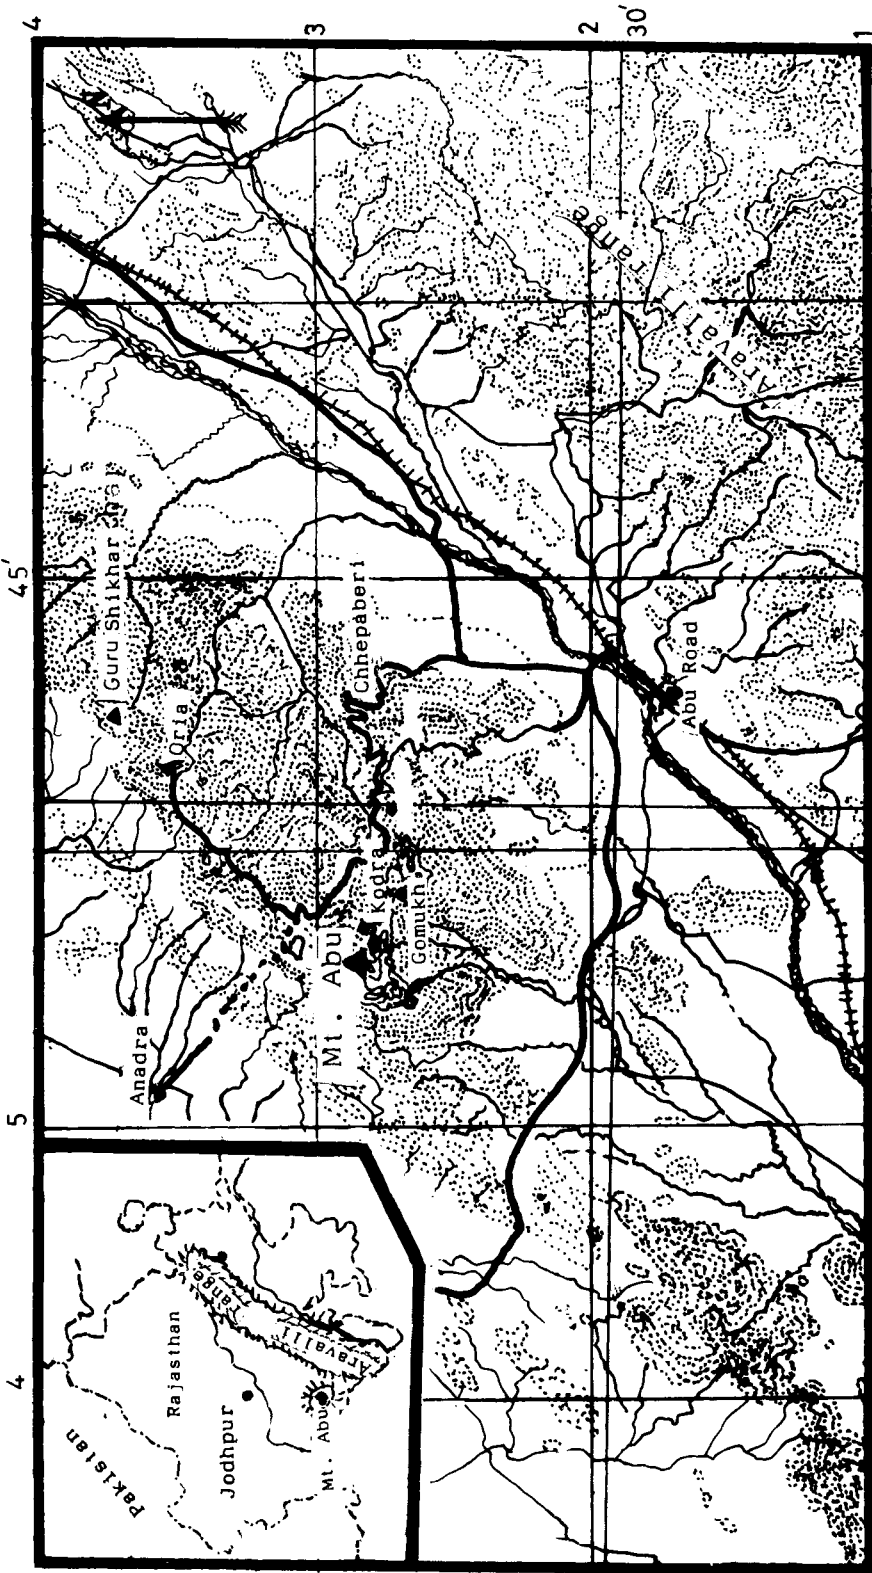 4
45'
5
4
3
2
30'
1
N
Guru Shikhar
Oria
Chhepaberi
Mt. Abu
Kodra
Gomukh
Anadra
Abu Road
Aravalli range
Pakistan
Rajasthan
Jodhpur
Mt. Abu
Aravalli range